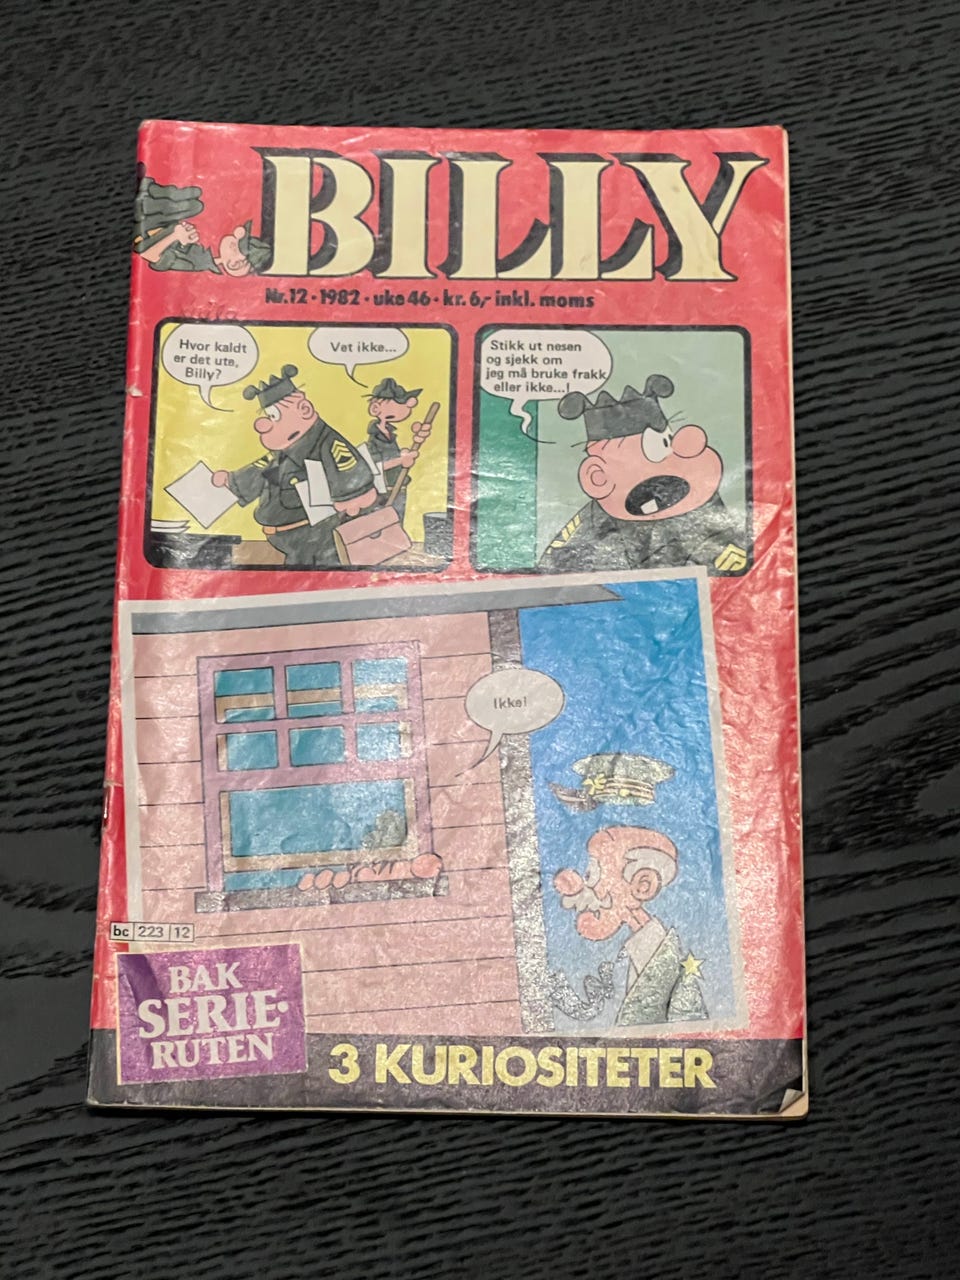 BILLY
Nr.12 • 1982 • uke 46 • kr. 6,- inkl. moms
Hvor kaldt
er det ute,
Billy?
Vet ikke...
Stikk ut nesen
og sjekk om
jeg må bruke frakk
eller ikke...!
Ikke!
bc 223 12
BAK
SERIE-
RUTEN
3 KURIOSITETER